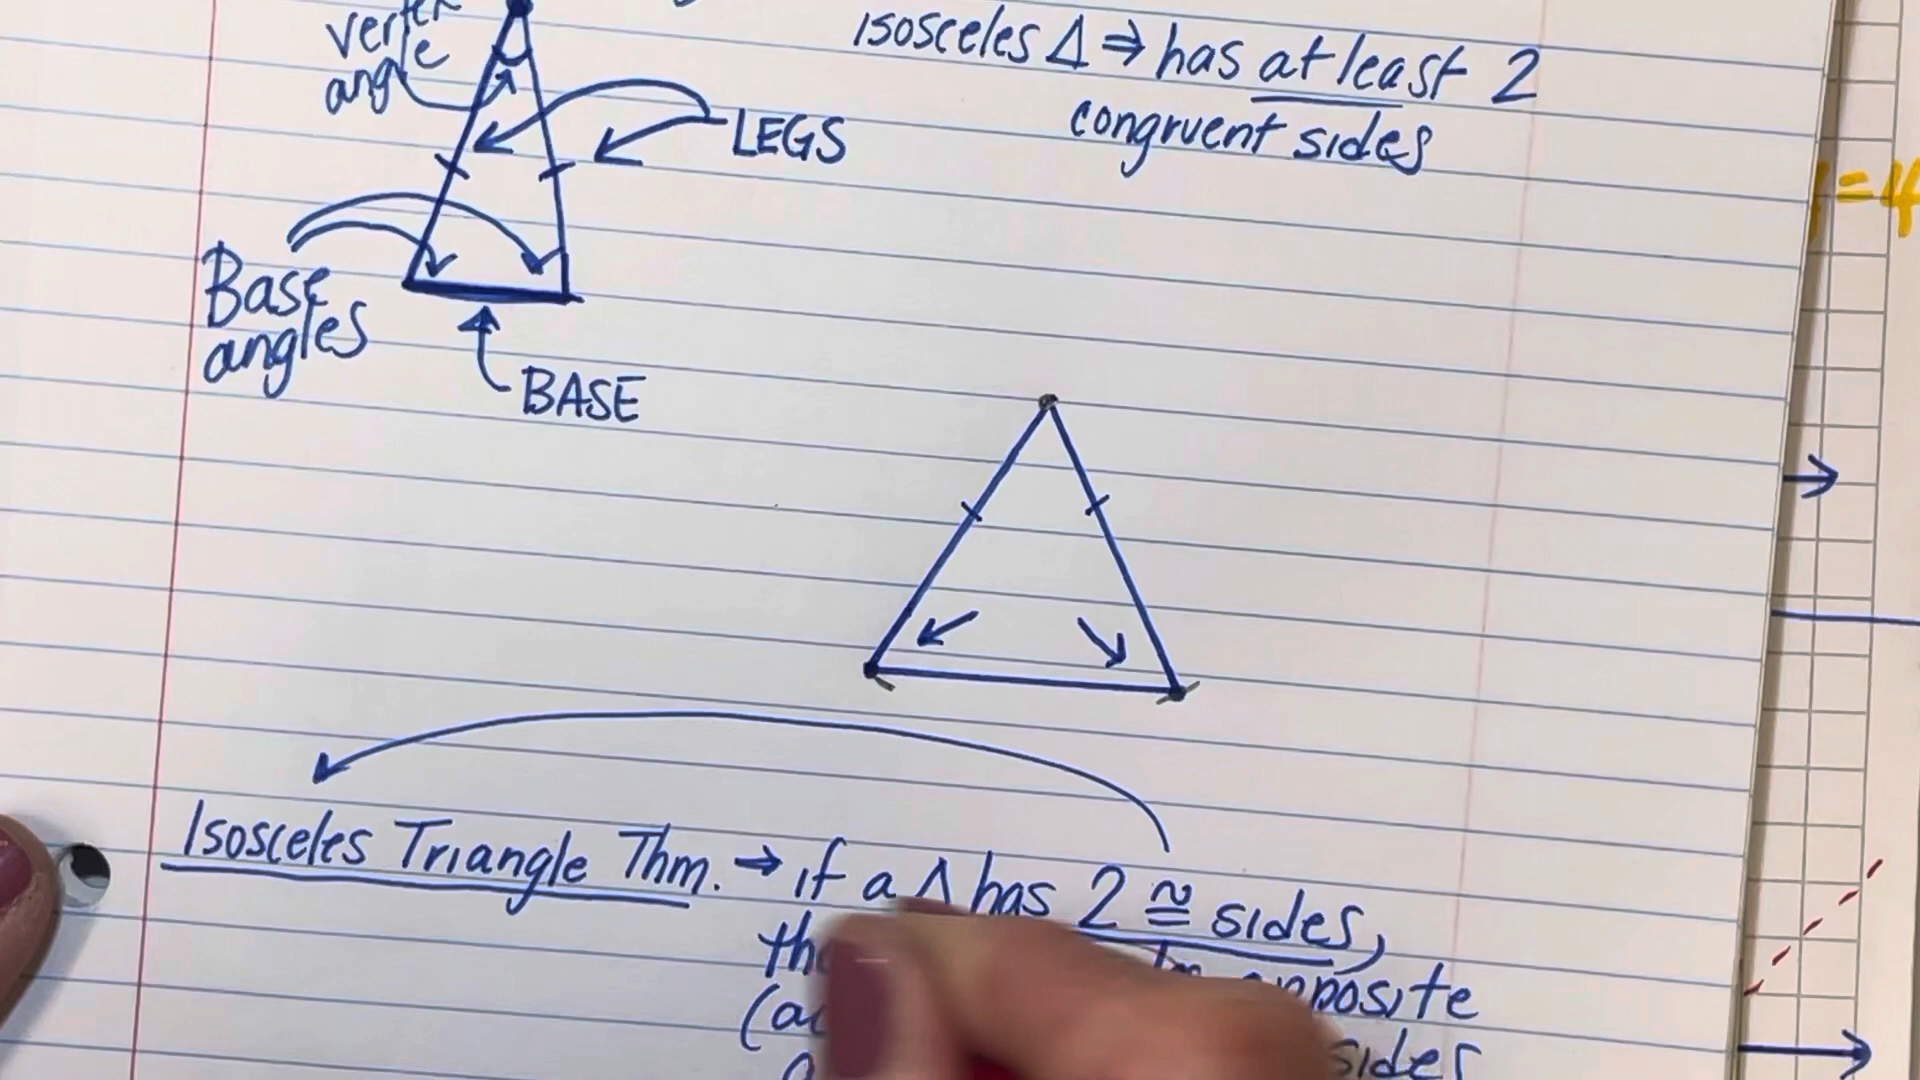 vertex
angle
isosceles Δ ⇒ has at least 2
congruent sides
LEGS
Base
angles
BASE
=4
Isosceles Triangle Thm. → if a Δ has 2 ≅ sides,
opposite
sides